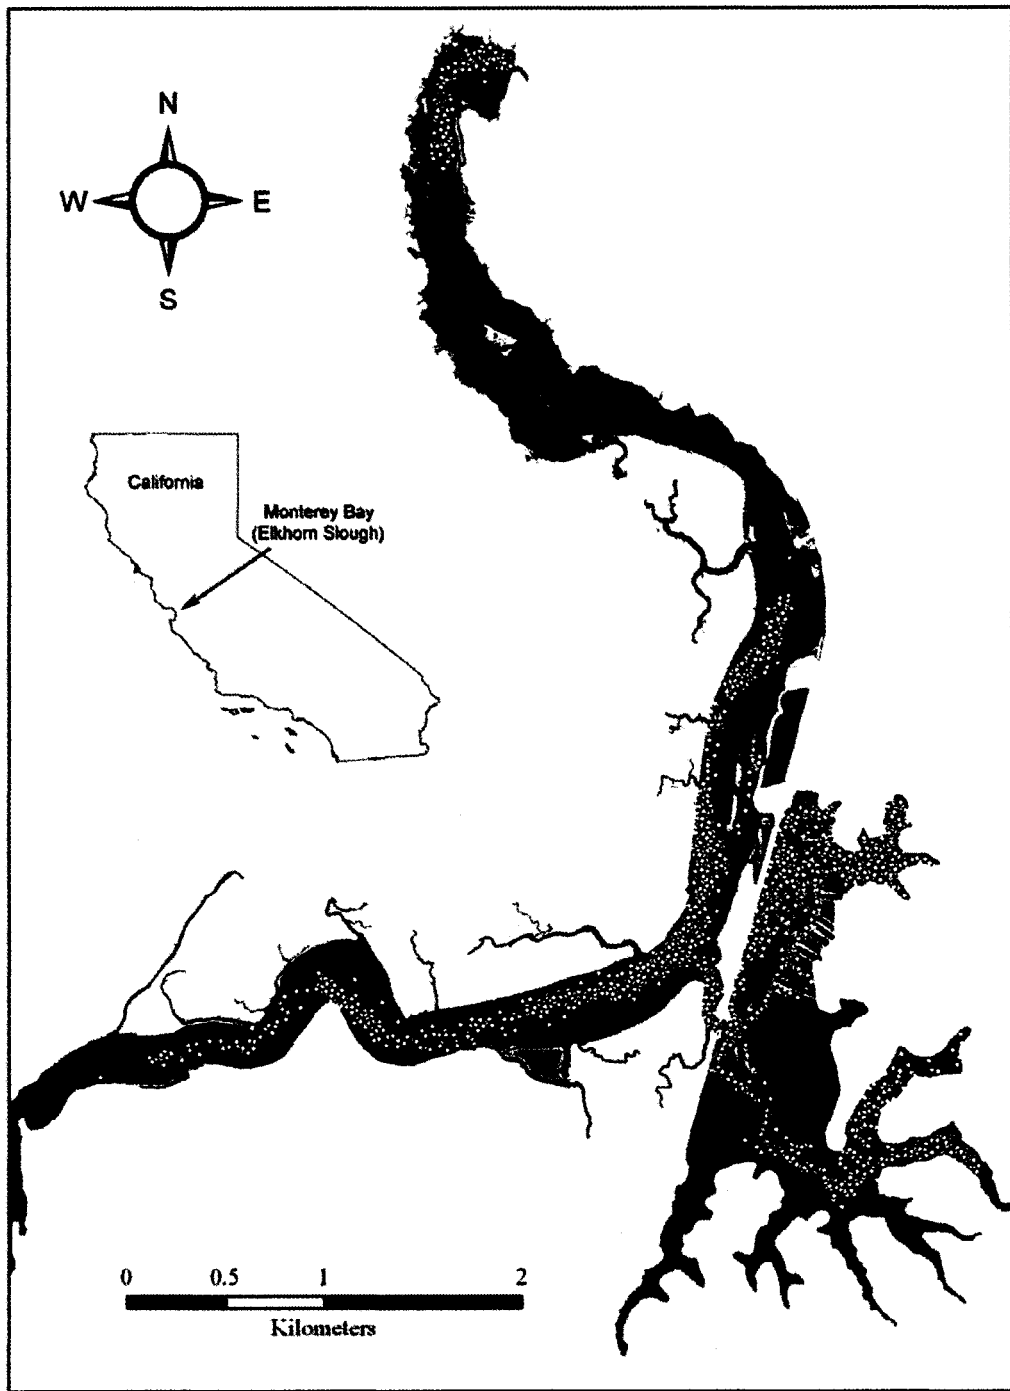 N
W E
S
California
Monterey Bay
(Elkhorn Slough)
0 0.5 1 2
Kilometers